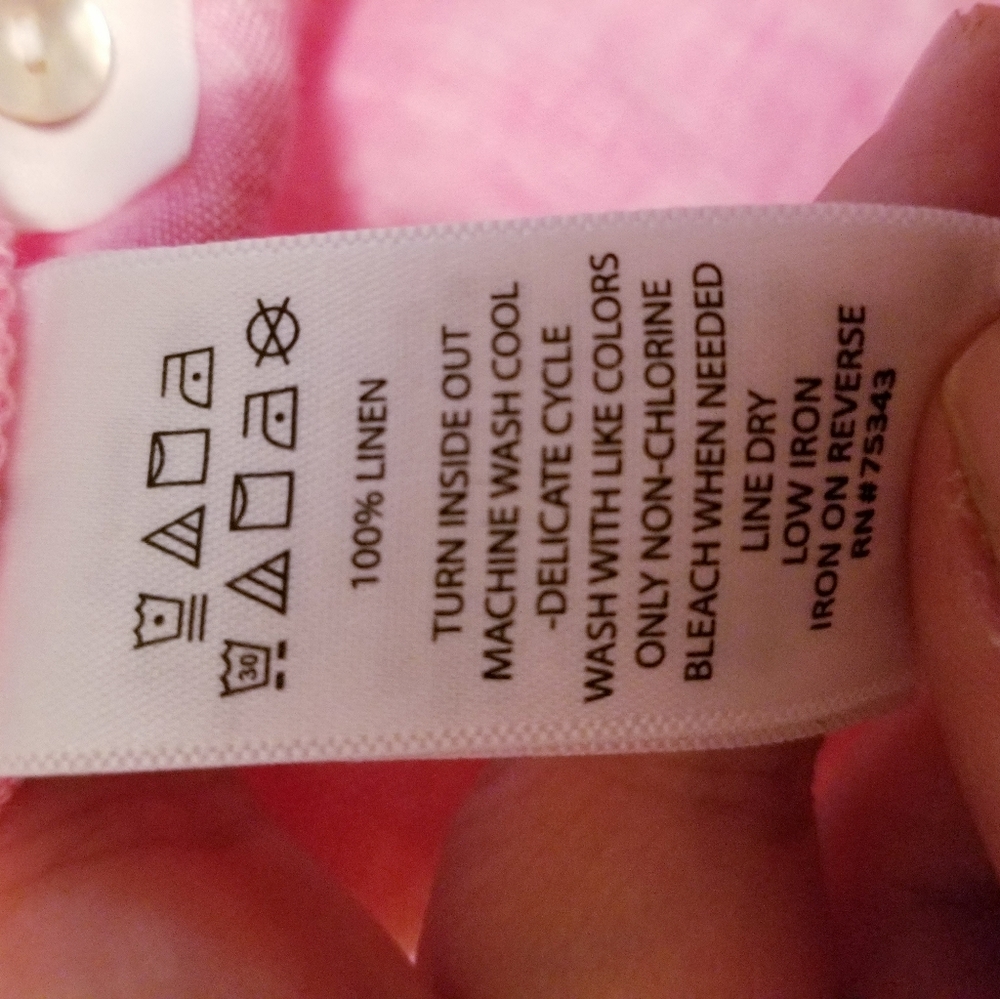 30
100% LINEN
TURN INSIDE OUT
MACHINE WASH COOL
-DELICATE CYCLE
WASH WITH LIKE COLORS
ONLY NON-CHLORINE
BLEACH WHEN NEEDED
LINE DRY
LOW IRON
IRON ON REVERSE
RN#75343